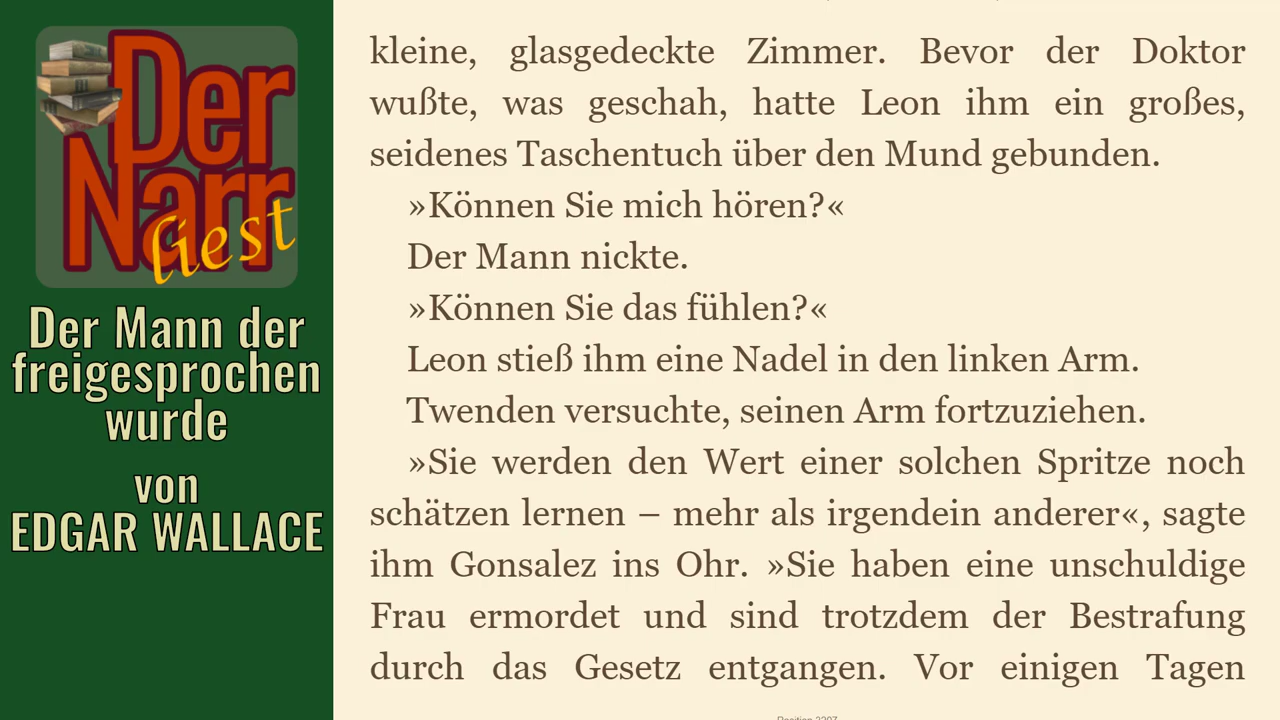 Der
Narr
liest
Der Mann der
freigesprochen
wurde
von
EDGAR WALLACE
kleine, glasgedeckte Zimmer. Bevor der Doktor
wußte, was geschah, hatte Leon ihm ein großes,
seidenes Taschentuch über den Mund gebunden.
»Können Sie mich hören?«
Der Mann nickte.
»Können Sie das fühlen?«
Leon stieß ihm eine Nadel in den linken Arm.
Twenden versuchte, seinen Arm fortzuziehen.
»Sie werden den Wert einer solchen Spritze noch
schätzen lernen – mehr als irgendein anderer«, sagte
ihm Gonsalez ins Ohr. »Sie haben eine unschuldige
Frau ermordet und sind trotzdem der Bestrafung
durch das Gesetz entgangen. Vor einigen Tagen